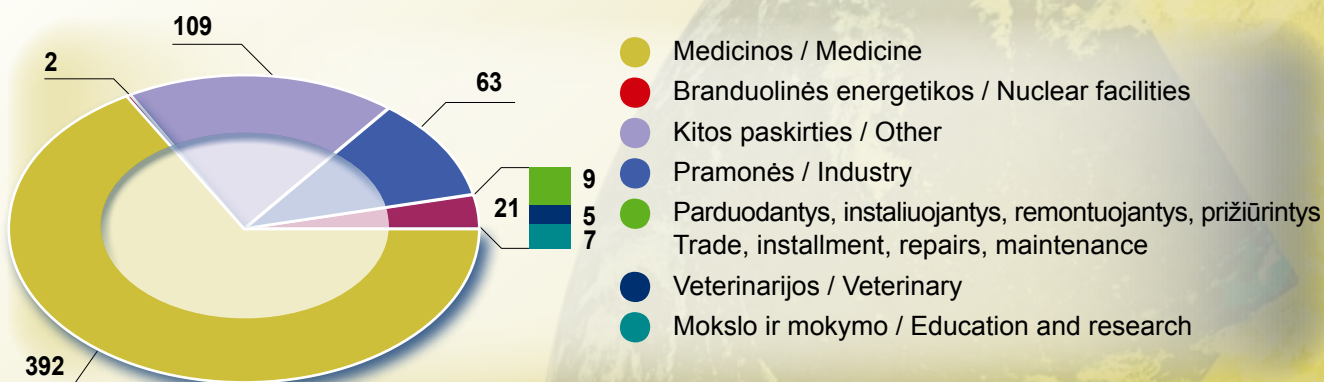 109
2
63
9
21
5
7
392
Medicinos / Medicine
Branduolinės energetikos / Nuclear facilities
Kitos paskirties / Other
Pramonės / Industry
Parduodantys, instaliuojantys, remontuojantys, prižiūrintys
Trade, installment, repairs, maintenance
Veterinarijos / Veterinary
Mokslo ir mokymo / Education and research